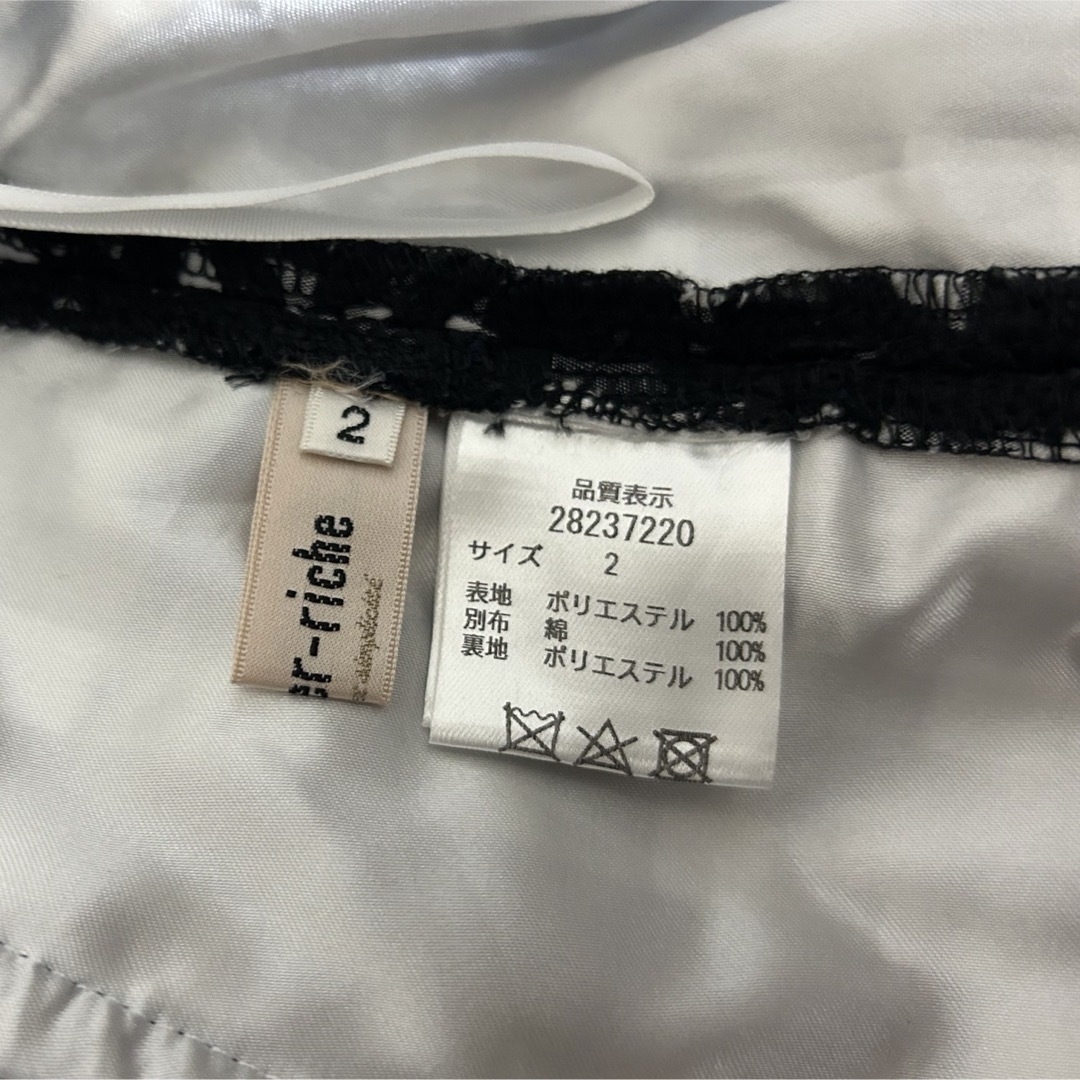 2
er-riche
品質表示
28237220
サイズ 2
表地 ポリエステル 100%
別布 綿 100%
裏地 ポリエステル 100%